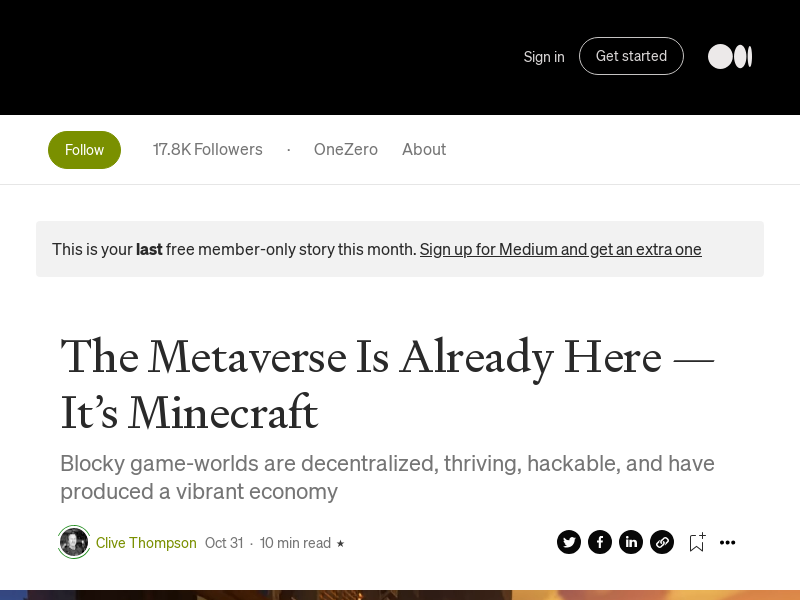 Sign in
Get started
Follow
17.8K Followers
·
OneZero
About
This is your last free member-only story this month. Sign up for Medium and get an extra one
The Metaverse Is Already Here —
It’s Minecraft
Blocky game-worlds are decentralized, thriving, hackable, and have
produced a vibrant economy
Clive Thompson Oct 31 · 10 min read ★